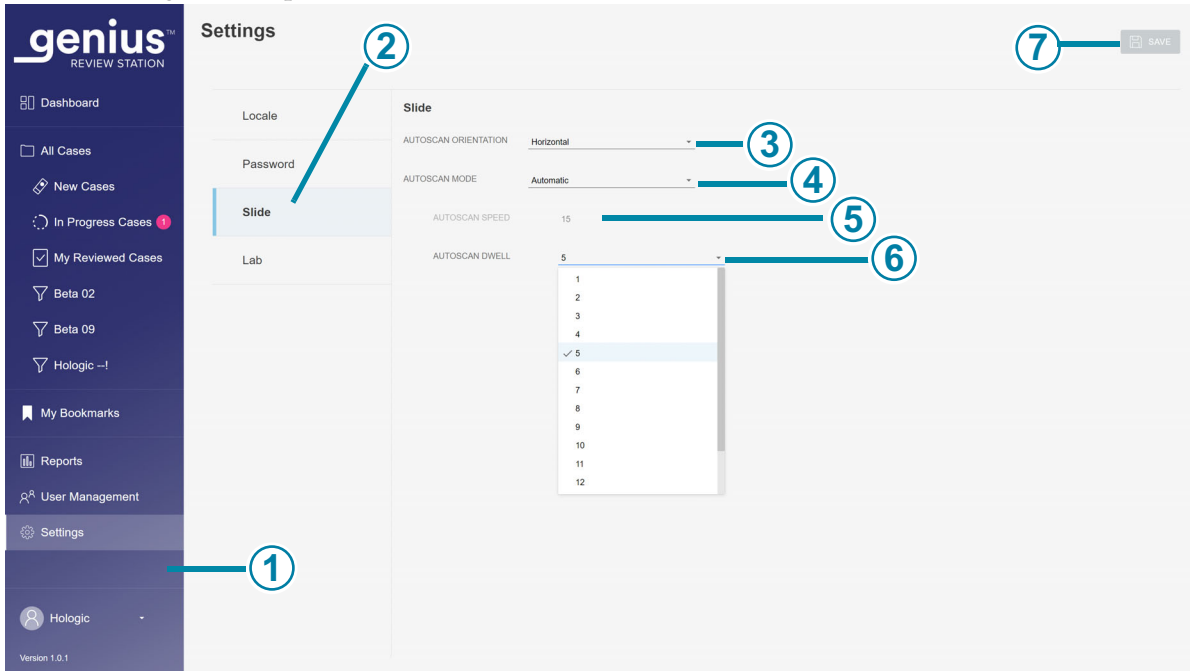 genius™
REVIEW STATION
Dashboard
All Cases
New Cases
In Progress Cases 1
My Reviewed Cases
Beta 02
Beta 09
Hologic --!
My Bookmarks
Reports
User Management
Settings
Hologic
Version 1.0.1
Settings
SAVE
Locale
Password
Slide
Lab
Slide
AUTOSCAN ORIENTATION Horizontal
AUTOSCAN MODE Automatic
AUTOSCAN SPEED 15
AUTOSCAN DWELL 5
1
2
3
4
5
6
7
8
9
10
11
12
1
2
3
4
5
6
7